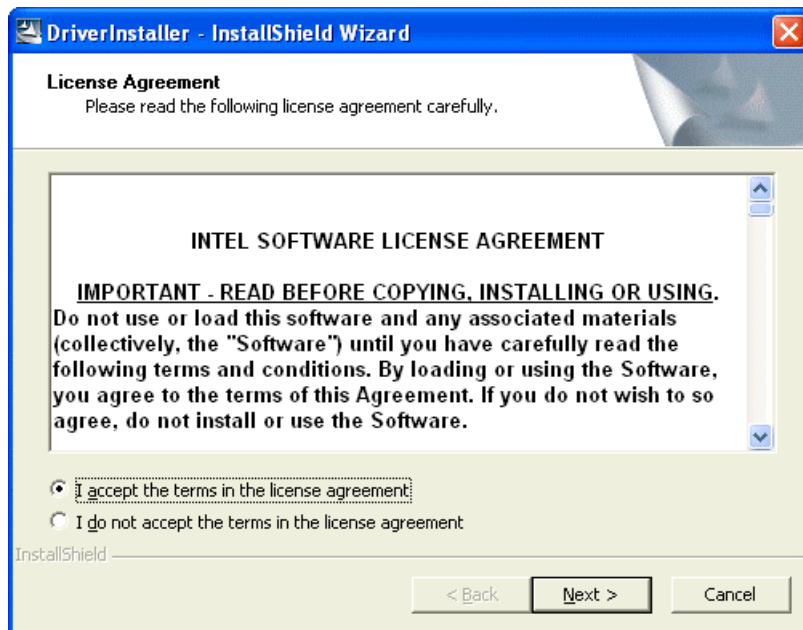 DriverInstaller - InstallShield Wizard
License Agreement
Please read the following license agreement carefully.
INTEL SOFTWARE LICENSE AGREEMENT
IMPORTANT - READ BEFORE COPYING, INSTALLING OR USING.
Do not use or load this software and any associated materials
(collectively, the "Software") until you have carefully read the
following terms and conditions. By loading or using the Software,
you agree to the terms of this Agreement. If you do not wish to so
agree, do not install or use the Software.
I accept the terms in the license agreement
I do not accept the terms in the license agreement
InstallShield
< Back Next > Cancel